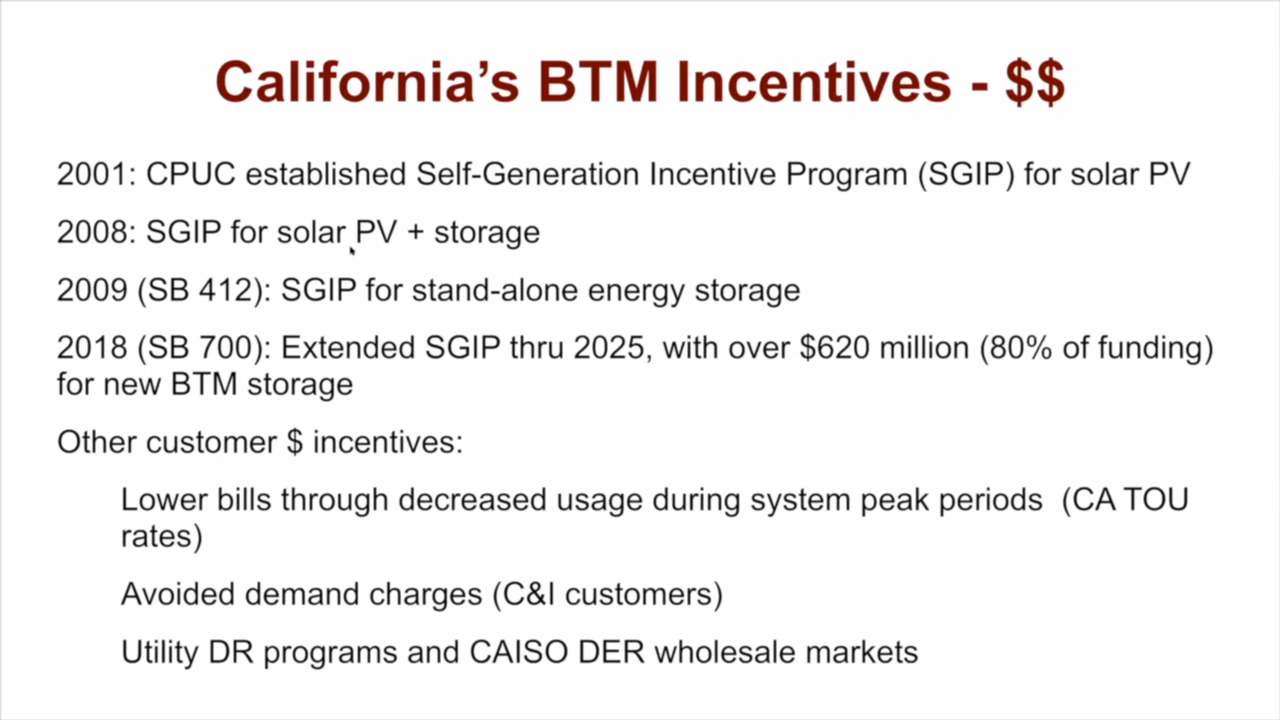 California’s BTM Incentives - $$
2001: CPUC established Self-Generation Incentive Program (SGIP) for solar PV
2008: SGIP for solar PV + storage
2009 (SB 412): SGIP for stand-alone energy storage
2018 (SB 700): Extended SGIP thru 2025, with over $620 million (80% of funding)
for new BTM storage
Other customer $ incentives:
Lower bills through decreased usage during system peak periods (CA TOU
rates)
Avoided demand charges (C&I customers)
Utility DR programs and CAISO DER wholesale markets